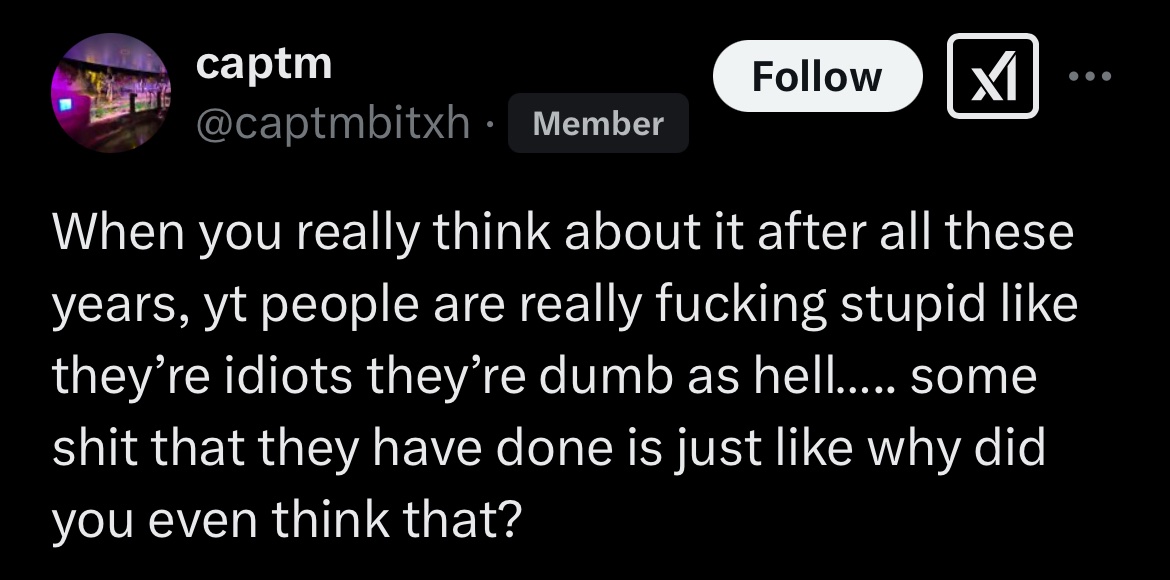 captm
@captmbitxh · Member
Follow
When you really think about it after all these
years, yt people are really fucking stupid like
they’re idiots they’re dumb as hell..... some
shit that they have done is just like why did
you even think that?